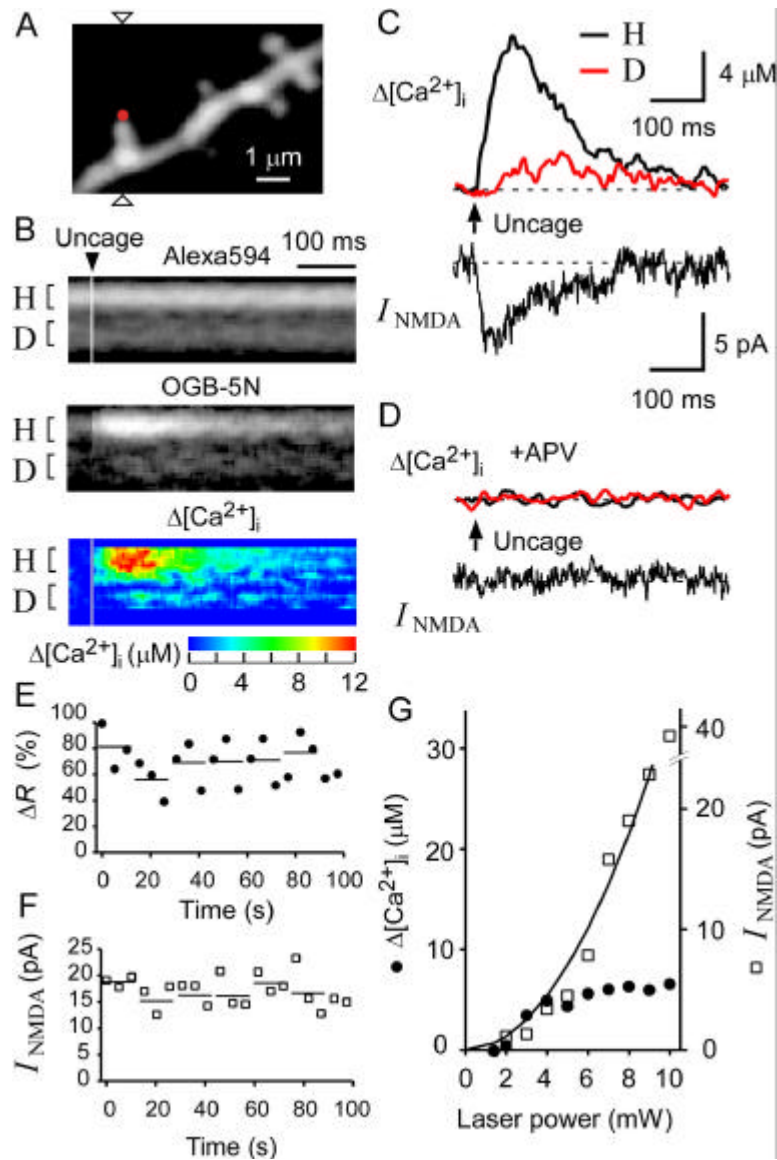 A
1 μm
B
Uncage
100 ms
Alexa594
H
D
OGB-5N
H
D
Δ[Ca²⁺]ᵢ
H
D
Δ[Ca²⁺]ᵢ (μM)
0 4 8 12
C
H
D
Δ[Ca²⁺]ᵢ
4 μM
100 ms
Uncage
I NMDA
5 pA
100 ms
D
Δ[Ca²⁺]ᵢ +APV
Uncage
I NMDA
E
ΔR (%)
100
80
60
40
20
0
0 20 40 60 80 100
Time (s)
F
I NMDA (pA)
25
20
15
10
5
0
0 20 40 60 80 100
Time (s)
G
Δ[Ca²⁺]ᵢ (μM)
30
20
10
0
40
20
10
0
I NMDA (pA)
0 2 4 6 8 10
Laser power (mW)